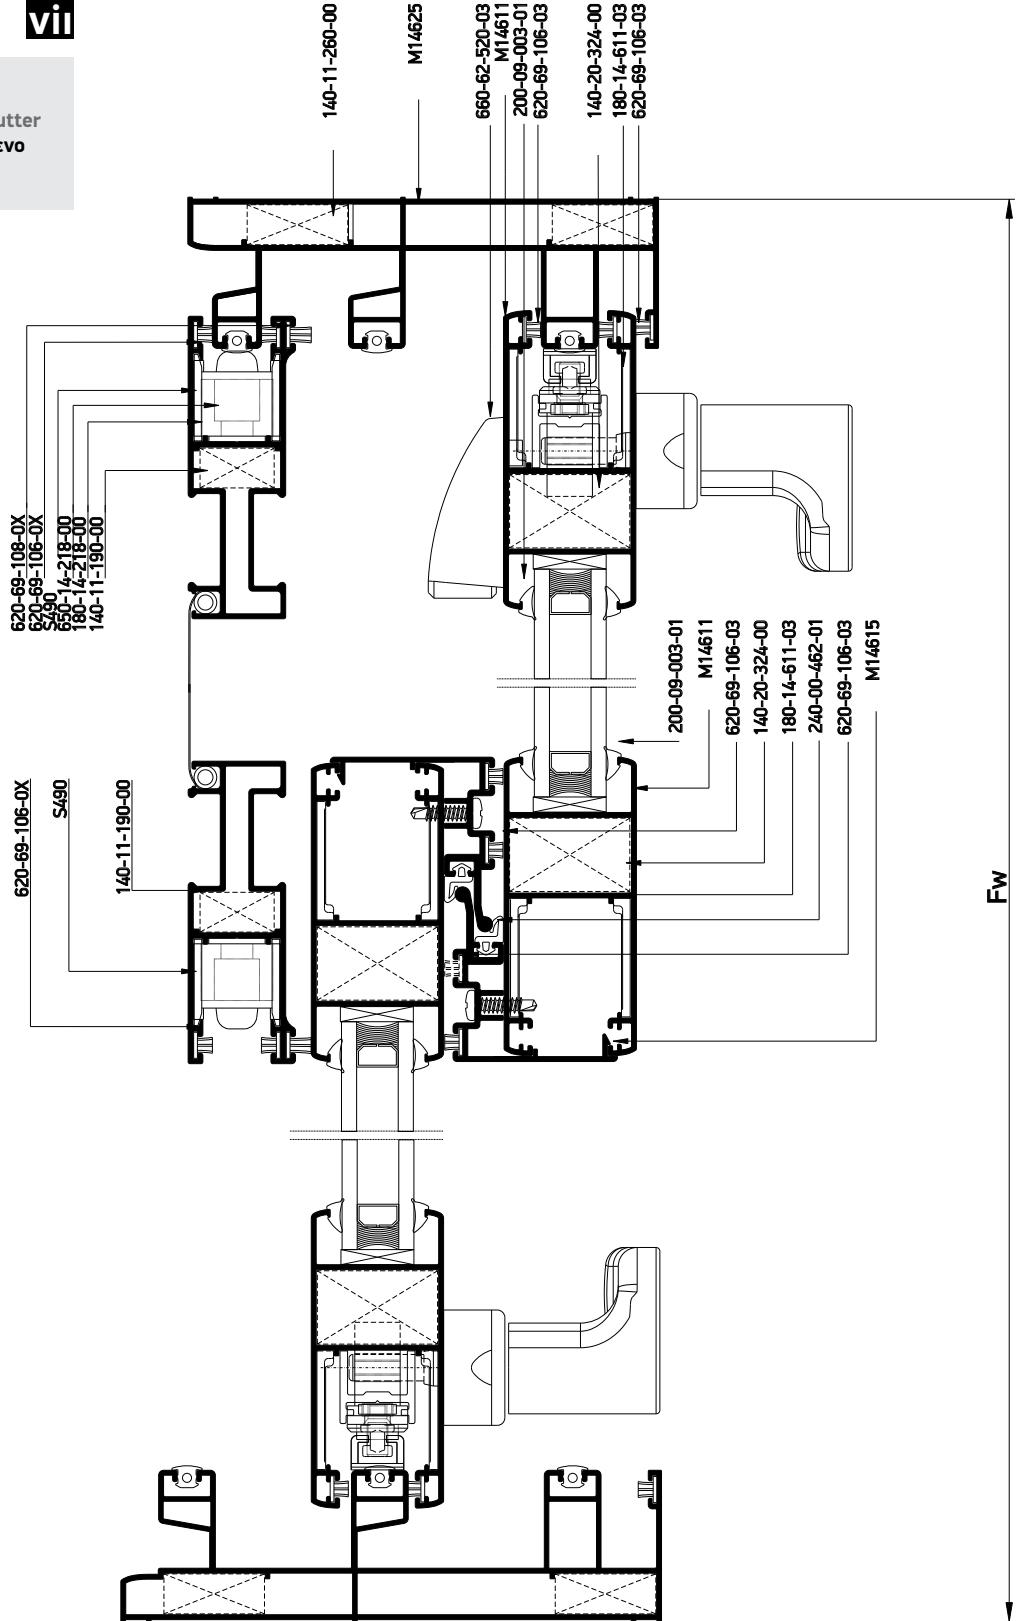 vii
utter
ενο
140-11-260-00
M14625
660-62-520-03
M14611
200-09-003-01
620-69-106-03
140-20-324-00
180-14-611-03
620-69-106-03
620-69-108-0X
620-69-106-0X
S490
650-14-218-00
180-14-218-00
140-11-190-00
200-09-003-01
M14611
620-69-106-03
140-20-324-00
180-14-611-03
240-00-462-01
620-69-106-03
M14615
620-69-106-0X
S490
140-11-190-00
Fw